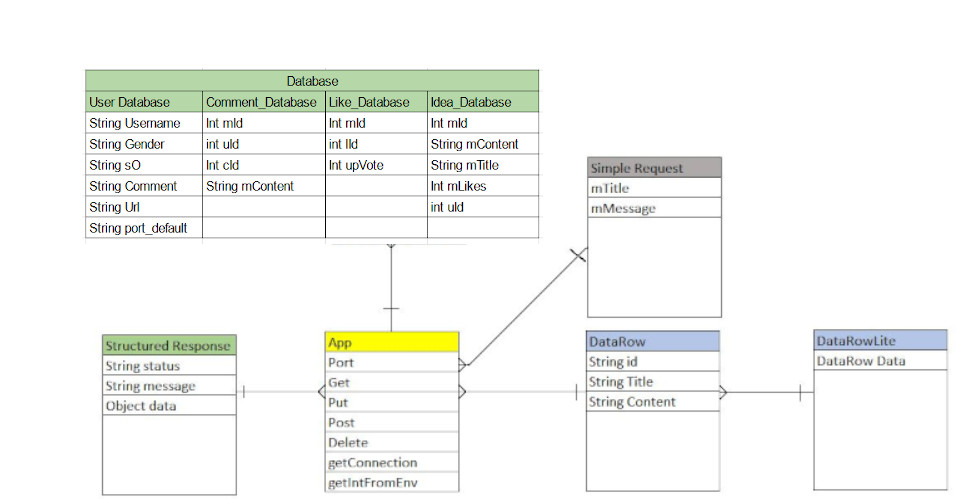 Database
User Database Comment_Database Like_Database Idea_Database
String Username Int mId Int mId Int mId
String Gender int uId int lId String mContent
String sO Int cId Int upVote String mTitle
String Comment String mContent Int mLikes
String Url int uId
String port_default
Simple Request
mTitle
mMessage
Structured Response
String status
String message
Object data
App
Port
Get
Put
Post
Delete
getConnection
getIntFromEnv
DataRow
String id
String Title
String Content
DataRowLite
DataRow Data